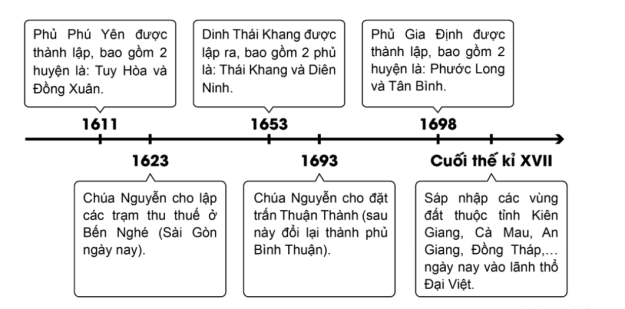 Phủ Phú Yên được
thành lập, bao gồm 2
huyện là: Tuy Hòa và
Đồng Xuân.
Dinh Thái Khang được
lập ra, bao gồm 2 phủ
là: Thái Khang và Diên
Ninh.
Phủ Gia Định được
thành lập, bao gồm 2
huyện là: Phước Long
và Tân Bình.
1611
1653
1698
1623
1693
Cuối thế kỉ XVII
Chúa Nguyễn cho lập
các trạm thu thuế ở
Bến Nghé (Sài Gòn
ngày nay).
Chúa Nguyễn cho đặt
trấn Thuận Thành (sau
này đổi lại thành phủ
Bình Thuận).
Sáp nhập các vùng
đất thuộc tỉnh Kiên
Giang, Cà Mau, An
Giang, Đồng Tháp,...
ngày nay vào lãnh thổ
Đại Việt.